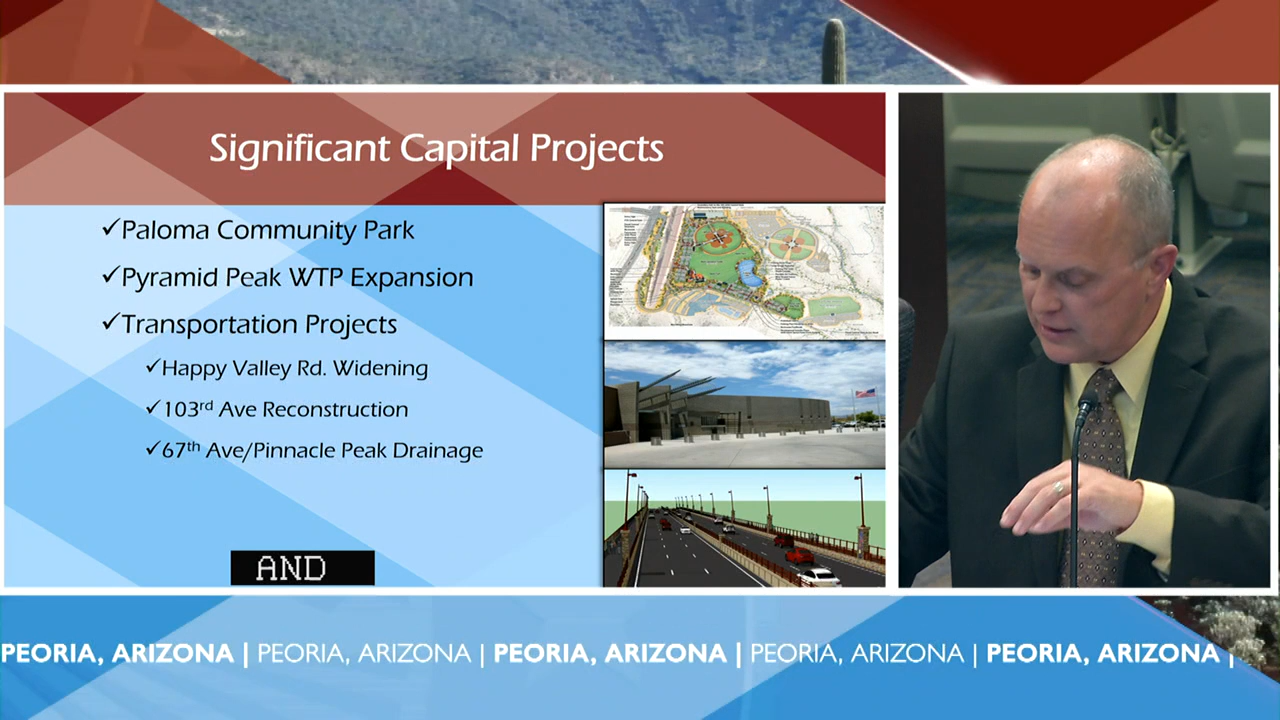 Significant Capital Projects
✓Paloma Community Park
✓Pyramid Peak WTP Expansion
✓Transportation Projects
✓Happy Valley Rd. Widening
✓103rd Ave Reconstruction
✓67th Ave/Pinnacle Peak Drainage
AND
PEORIA, ARIZONA | PEORIA, ARIZONA | PEORIA, ARIZONA | PEORIA, ARIZONA | PEORIA, ARIZONA |